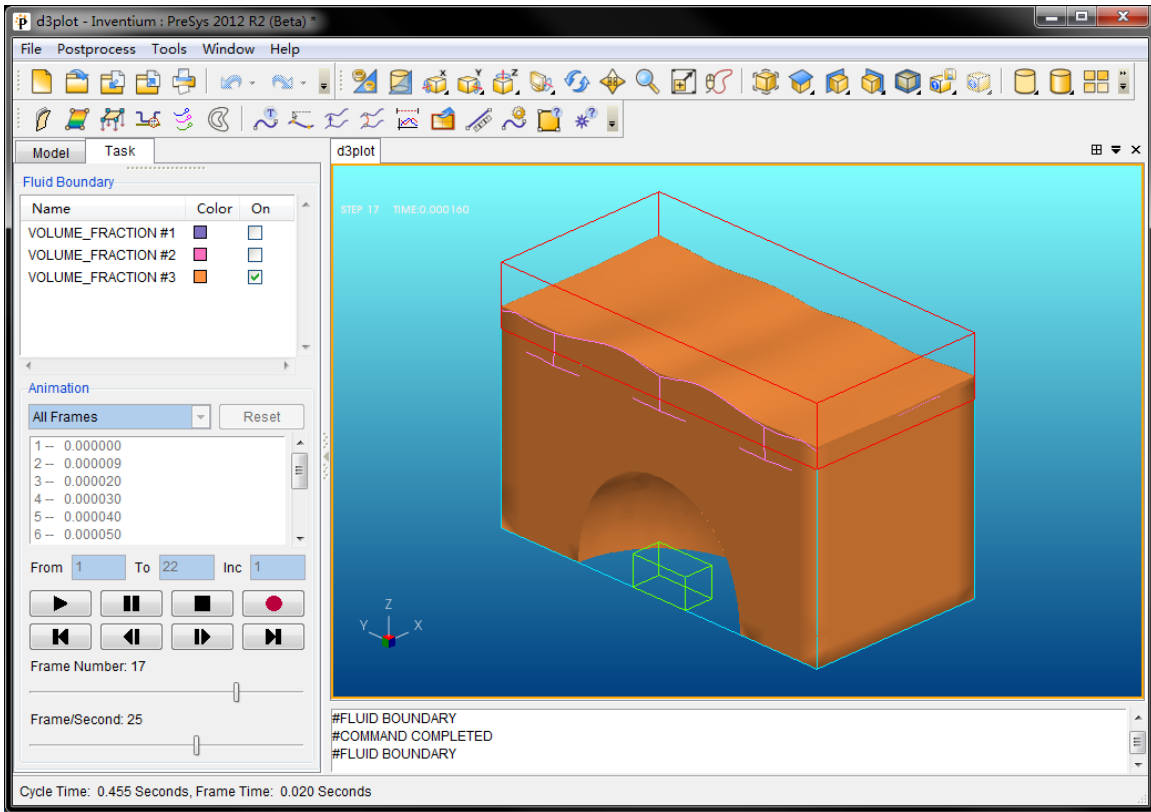 d3plot - Inventium : PreSys 2012 R2 (Beta) *
File Postprocess Tools Window Help
Model Task
d3plot
Fluid Boundary
Name Color On
VOLUME_FRACTION #1
VOLUME_FRACTION #2
VOLUME_FRACTION #3
STEP 17 TIME:0.000160
Animation
All Frames Reset
1 -- 0.000000
2 -- 0.000009
3 -- 0.000020
4 -- 0.000030
5 -- 0.000040
6 -- 0.000050
From 1 To 22 Inc 1
Frame Number: 17
Frame/Second: 25
Z
Y X
#FLUID BOUNDARY
#COMMAND COMPLETED
#FLUID BOUNDARY
Cycle Time: 0.455 Seconds, Frame Time: 0.020 Seconds